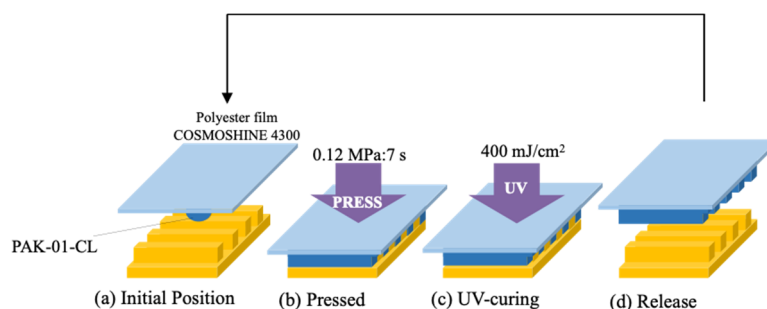 Polyester film
COSMOSHINE 4300
0.12 MPa:7 s
400 mJ/cm²
PRESS
UV
PAK-01-CL
(a) Initial Position
(b) Pressed
(c) UV-curing
(d) Release